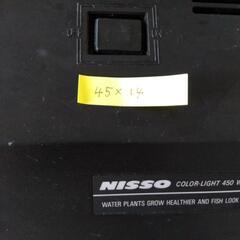 45×14
NISSO COLOR-LIGHT 450 W
WATER PLANTS GROW HEALTHIER AND FISH LOOK